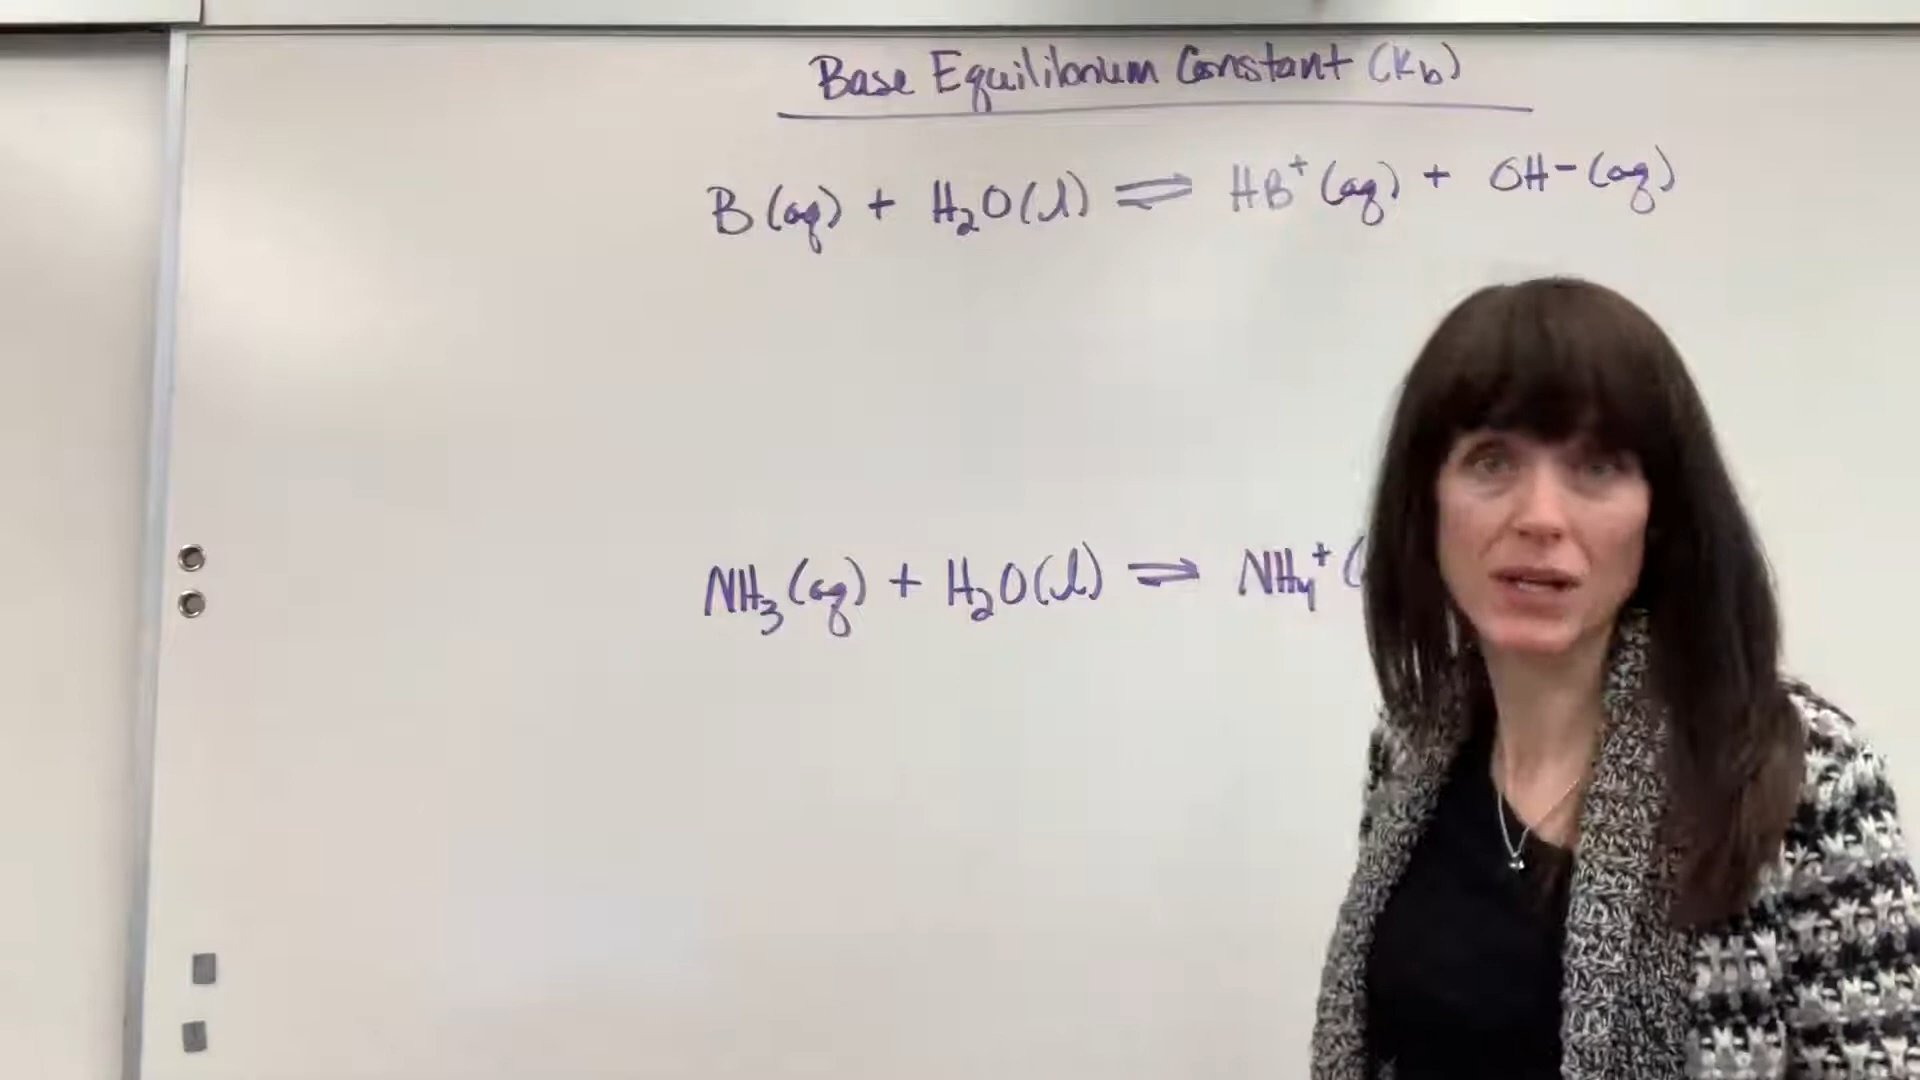 Base Equilibrium Constant (Kb)
B(aq) + H₂O(l) ⇌ HB⁺(aq) + OH-(aq)
NH₃(aq) + H₂O(l) ⇌ NH₄⁺(